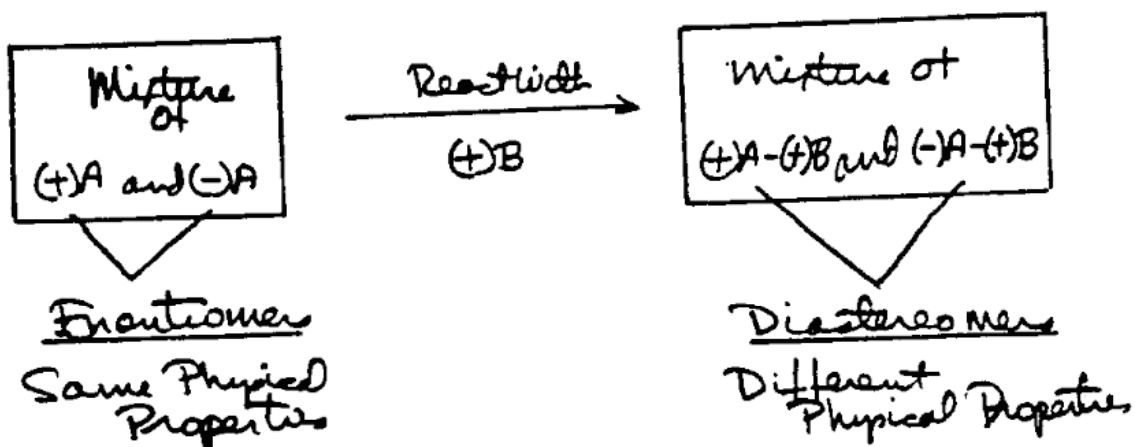 Mixture
of
(+)A and (-)A
React with
(+)B
Mixture of
(+)A-(+)B and (-)A-(+)B
Enantiomers
Same Physical
Properties
Diastereomers
Different
Physical Properties